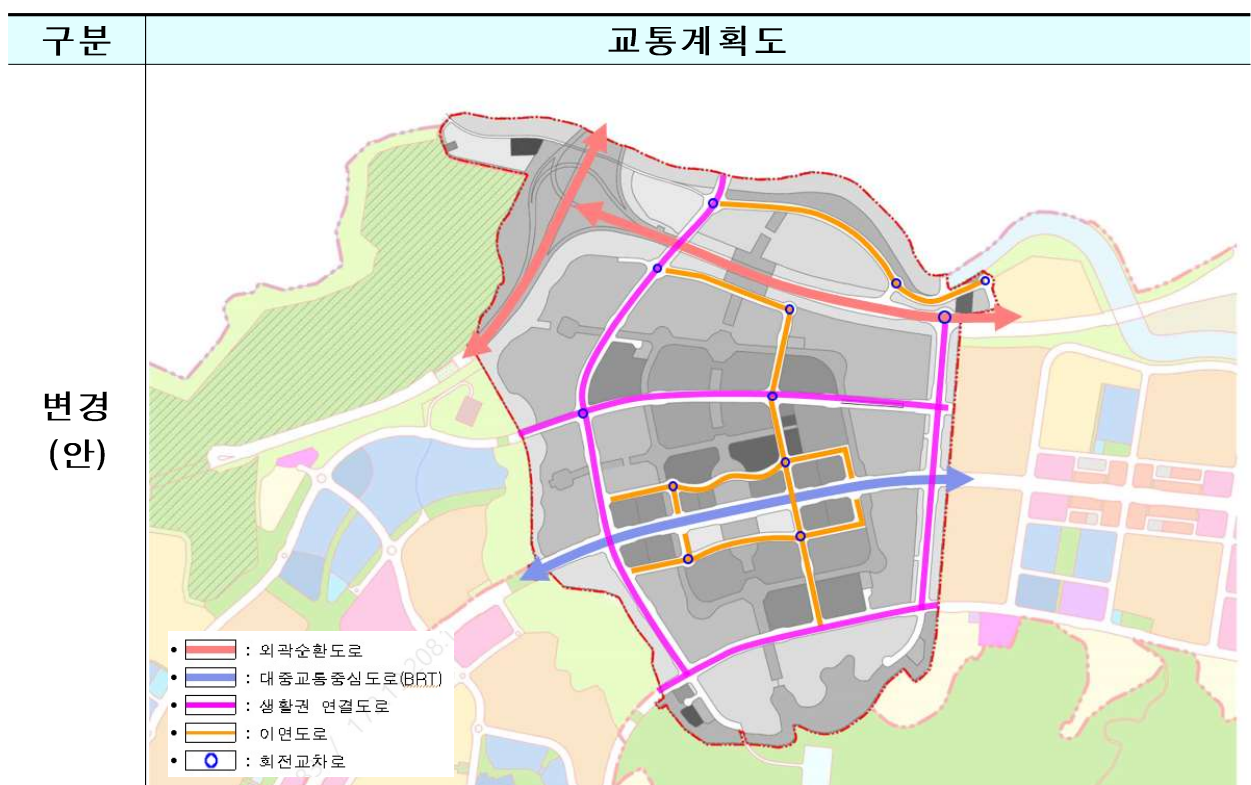 구분
교통계획도
변경
(안)
• : 외곽순환도로
• : 대중교통중심도로(BRT)
• : 생활권 연결도로
• : 이연도로
• : 회전교차로